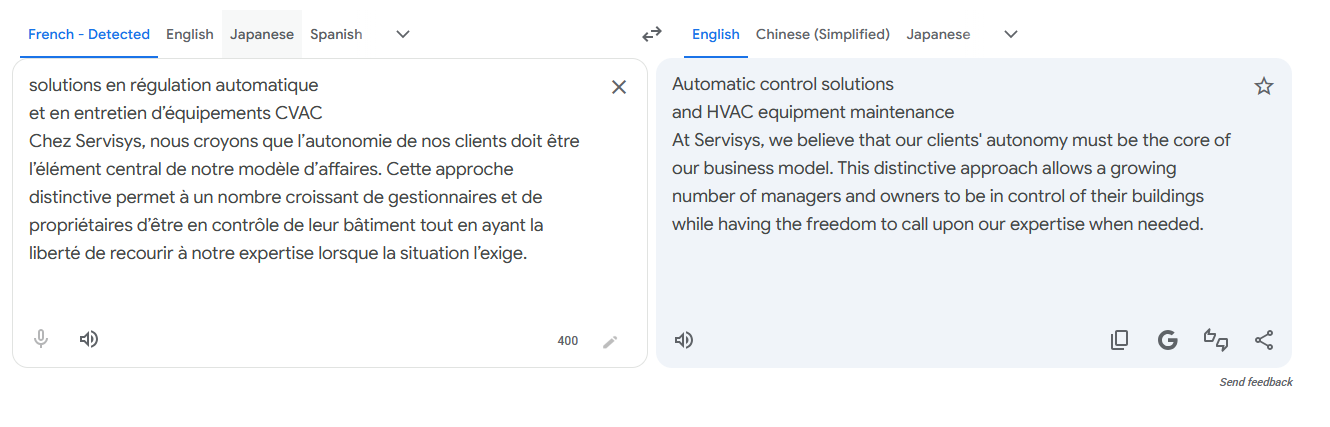 French - Detected English Japanese Spanish
English Chinese (Simplified) Japanese
solutions en régulation automatique
et en entretien d’équipements CVAC
Chez Servisys, nous croyons que l’autonomie de nos clients doit être
l’élément central de notre modèle d’affaires. Cette approche
distinctive permet à un nombre croissant de gestionnaires et de
propriétaires d’être en contrôle de leur bâtiment tout en ayant la
liberté de recourir à notre expertise lorsque la situation l’exige.
400
Automatic control solutions
and HVAC equipment maintenance
At Servisys, we believe that our clients' autonomy must be the core of
our business model. This distinctive approach allows a growing
number of managers and owners to be in control of their buildings
while having the freedom to call upon our expertise when needed.
Send feedback